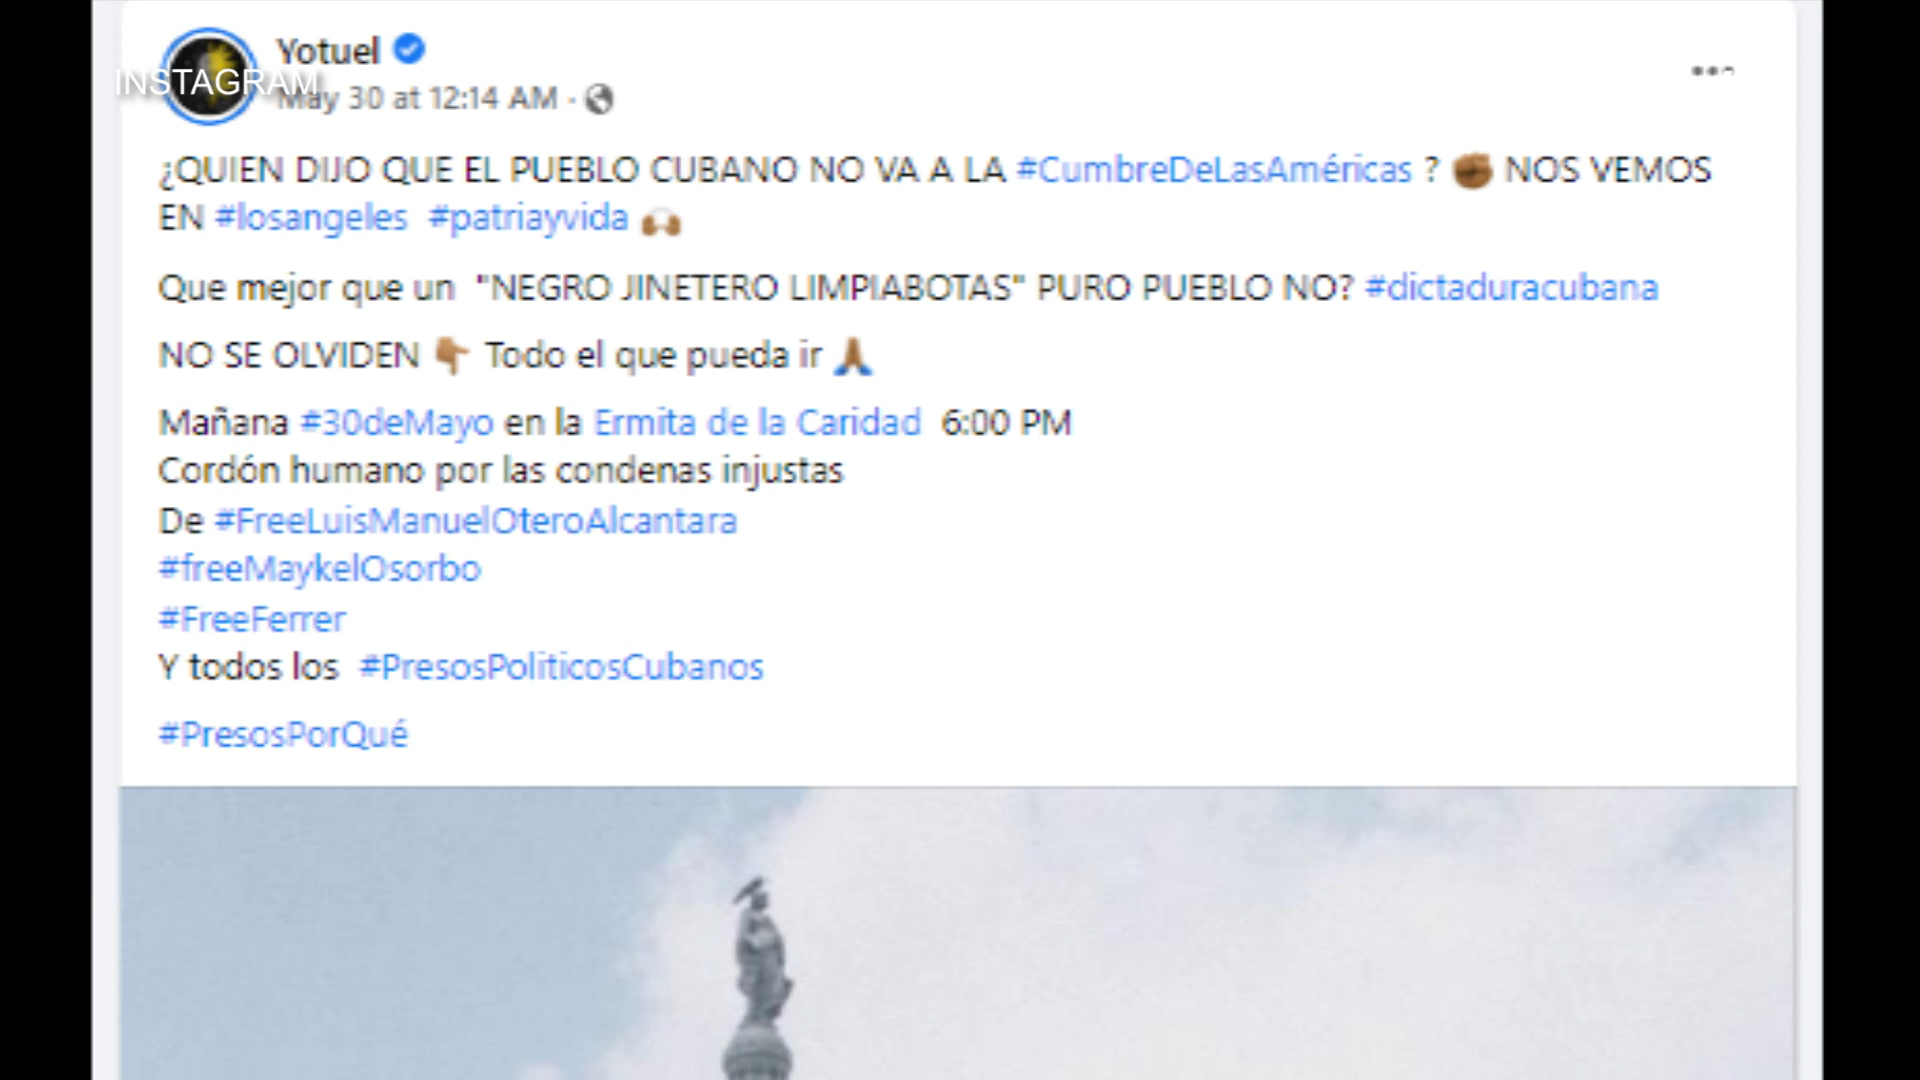 Yotuel
INSTAGRAM
May 30 at 12:14 AM ·
¿QUIEN DIJO QUE EL PUEBLO CUBANO NO VA A LA #CumbreDeLasAméricas ? ✊🏾 NOS VEMOS
EN #losangeles #patriayvida 🙌🏾
Que mejor que un "NEGRO JINETERO LIMPIABOTAS" PURO PUEBLO NO? #dictaduracubana
NO SE OLVIDEN 👇🏽 Todo el que pueda ir 🙏🏾
Mañana #30deMayo en la Ermita de la Caridad 6:00 PM
Cordón humano por las condenas injustas
De #FreeLuisManuelOteroAlcantara
#freeMaykelOsorbo
#FreeFerrer
Y todos los #PresosPoliticosCubanos
#PresosPorQué